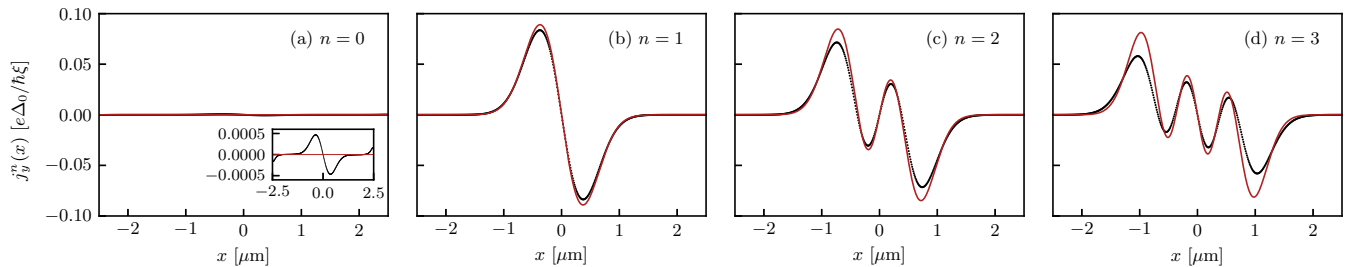 0.10
0.05
0.00
−0.05
−0.10
j_y^n(x) [eΔ₀/ħξ]
(a) n = 0
0.0005
0.0000
−0.0005
−2.5 0.0 2.5
−2 −1 0 1 2
x [μm]
(b) n = 1
−2 −1 0 1 2
x [μm]
(c) n = 2
−2 −1 0 1 2
x [μm]
(d) n = 3
−2 −1 0 1 2
x [μm]